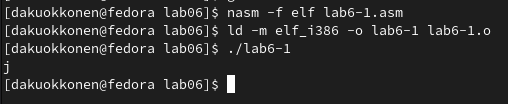 [dakuokkonen@fedora lab06]$ nasm -f elf lab6-1.asm
[dakuokkonen@fedora lab06]$ ld -m elf_i386 -o lab6-1 lab6-1.o
[dakuokkonen@fedora lab06]$ ./lab6-1
j
[dakuokkonen@fedora lab06]$